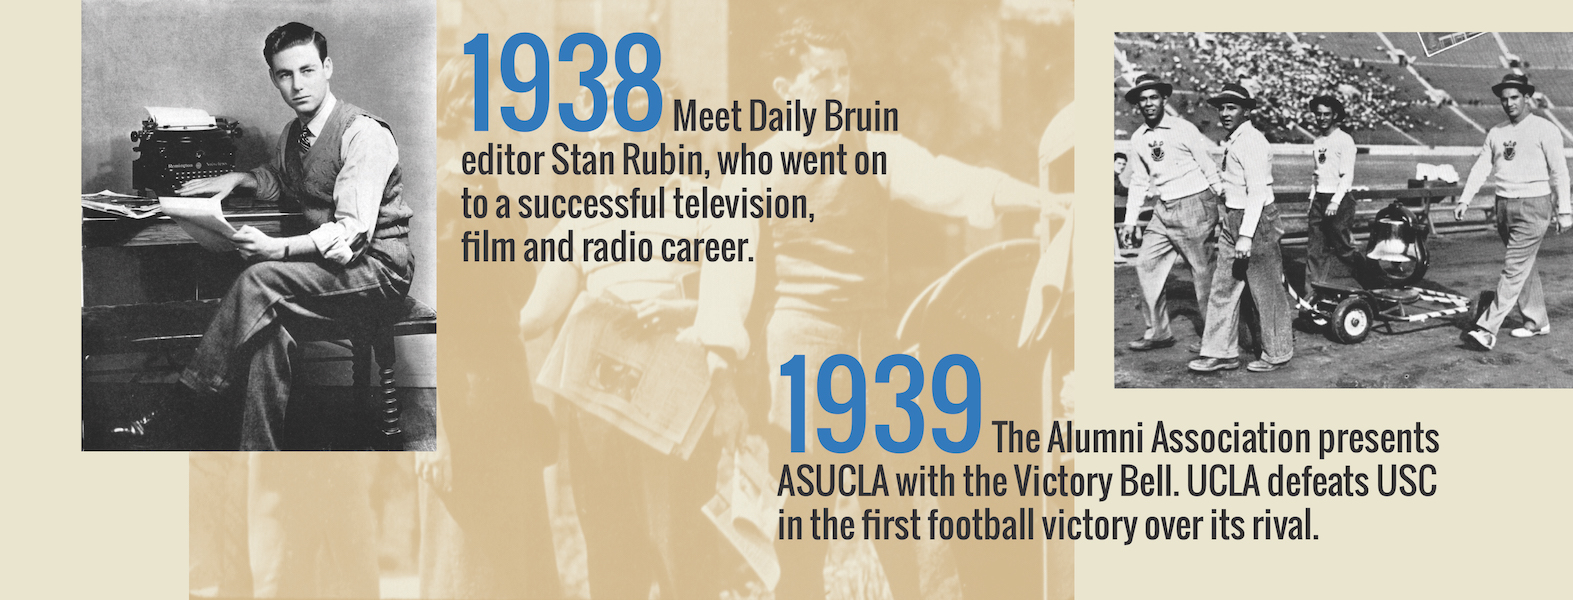 1938 Meet Daily Bruin
editor Stan Rubin, who went on
to a successful television,
film and radio career.
Remington
1939 The Alumni Association presents
ASUCLA with the Victory Bell. UCLA defeats USC
in the first football victory over its rival.